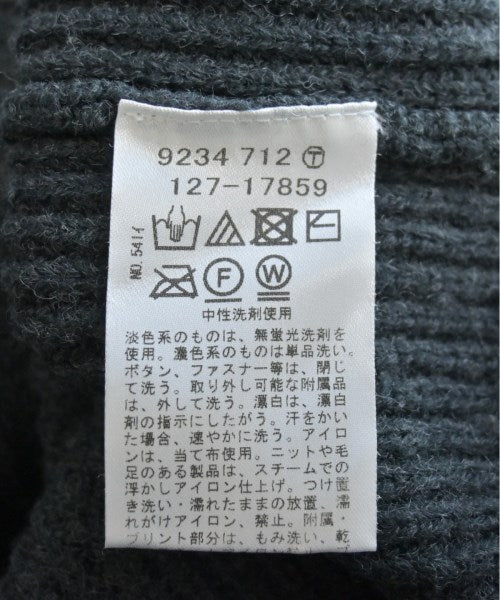 9234 712 Ⓣ
127-17859
NO.541イ
F W
中性洗剤使用
淡色系のものは、無蛍光洗剤を
使用。濃色系のものは単品洗い。
ボタン、ファスナー等は、閉じ
て洗う。取り外し可能な附属品
は、外して洗う。漂白は、漂白
剤の指示にしたがう。汗をかい
た場合、速やかに洗う。アイロ
ンは、当て布使用。ニットや毛
足のある製品は、スチームでの
浮かしアイロン仕上げ。つけ置
き洗い・濡れたままの放置、濡
れがけアイロン、禁止。附属・
プリント部分は、もみ洗い、乾